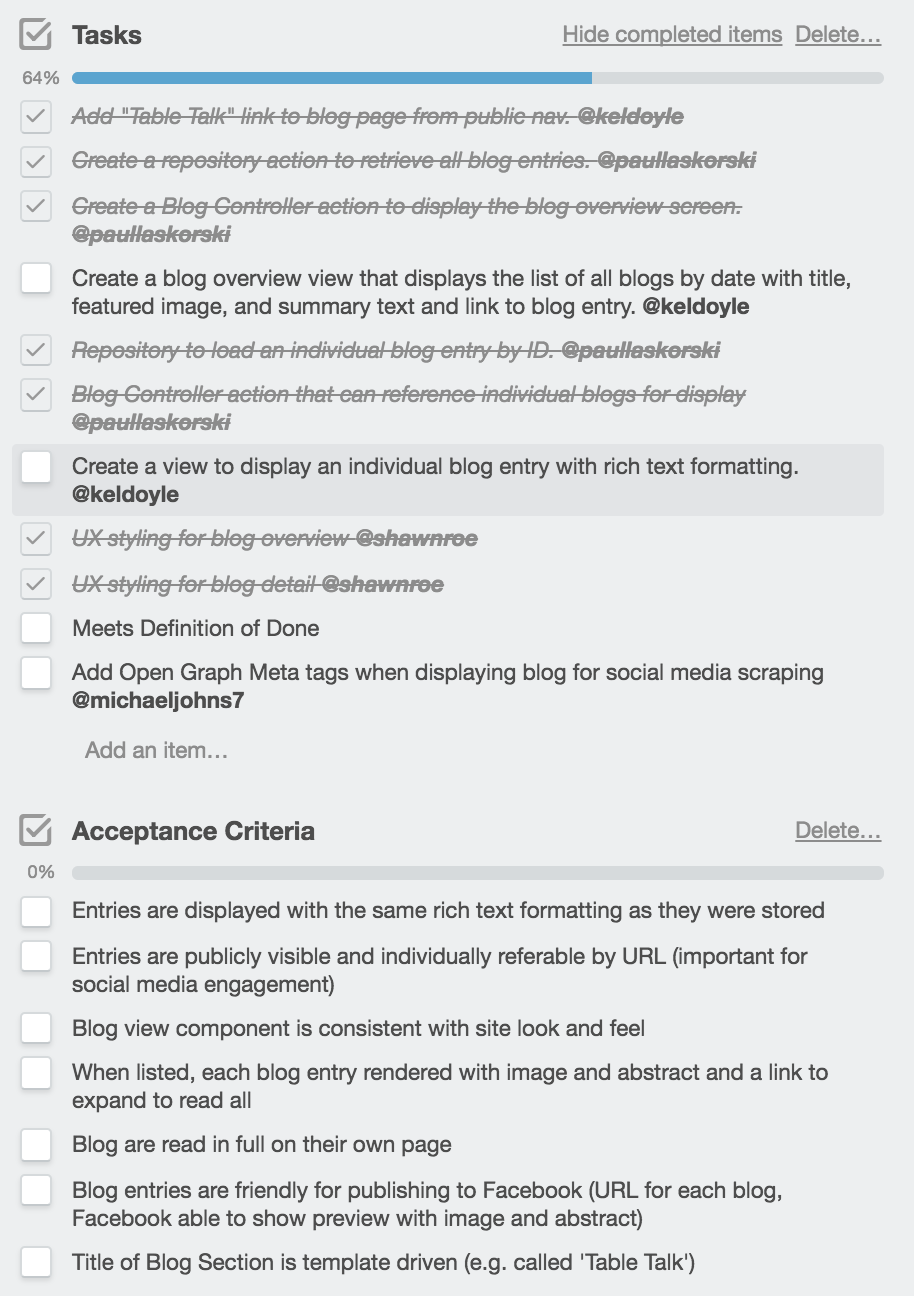 Tasks
Hide completed items Delete…
64%
Add "Table Talk" link to blog page from public nav. @keldoyle
Create a repository action to retrieve all blog entries. @paullaskorski
Create a Blog Controller action to display the blog overview screen.
@paullaskorski
Create a blog overview view that displays the list of all blogs by date with title,
featured image, and summary text and link to blog entry. @keldoyle
Repository to load an individual blog entry by ID. @paullaskorski
Blog Controller action that can reference individual blogs for display
@paullaskorski
Create a view to display an individual blog entry with rich text formatting.
@keldoyle
UX styling for blog overview @shawnroe
UX styling for blog detail @shawnroe
Meets Definition of Done
Add Open Graph Meta tags when displaying blog for social media scraping
@michaeljohns7
Add an item…
Acceptance Criteria
Delete…
0%
Entries are displayed with the same rich text formatting as they were stored
Entries are publicly visible and individually referable by URL (important for
social media engagement)
Blog view component is consistent with site look and feel
When listed, each blog entry rendered with image and abstract and a link to
expand to read all
Blog are read in full on their own page
Blog entries are friendly for publishing to Facebook (URL for each blog,
Facebook able to show preview with image and abstract)
Title of Blog Section is template driven (e.g. called 'Table Talk')